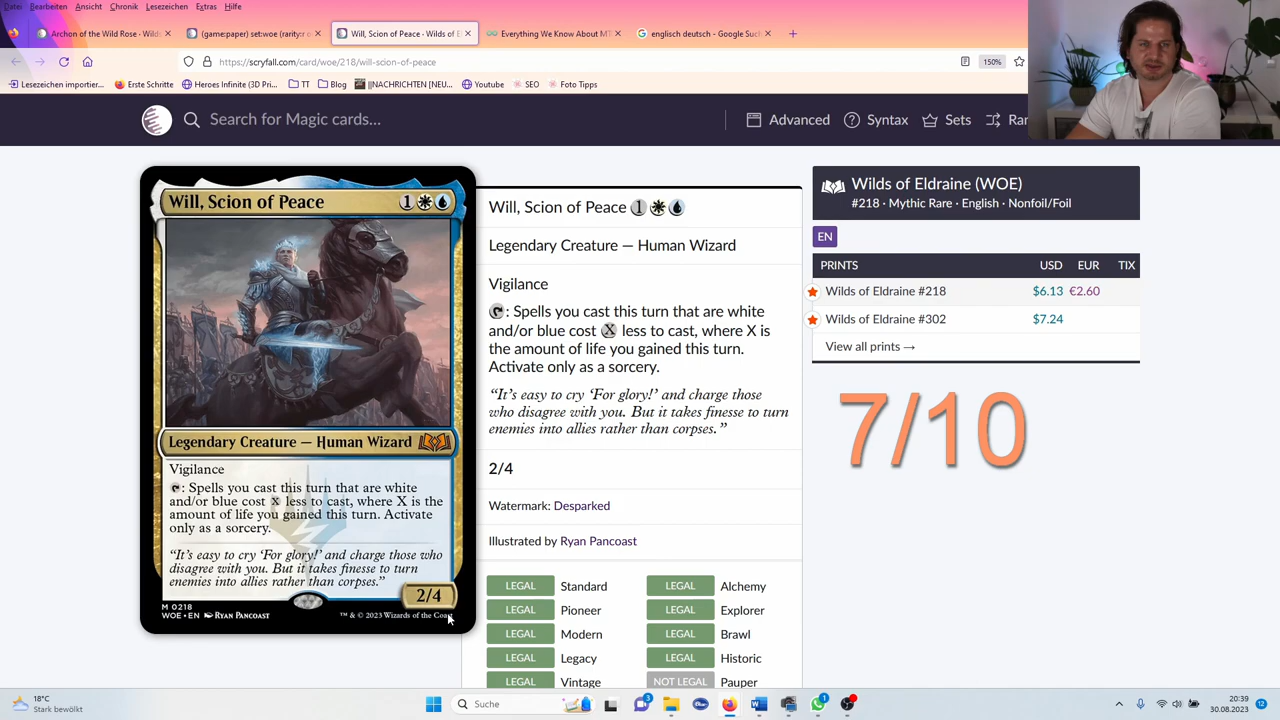 Datei Bearbeiten Ansicht Chronik Lesezeichen Extras Hilfe
Archon of the Wild Rose · Wilds
(game:paper) set:woe (rarity:r o
Will, Scion of Peace · Wilds of E
Everything We Know About MT
englisch deutsch - Google Suc
https://scryfall.com/card/woe/218/will-scion-of-peace
150%
Lesezeichen importier...
Erste Schritte
Heroes Infinite (3D Pri...
TT
Blog
||NACHRICHTEN [NEU...
Youtube
SEO
Foto Tipps
Search for Magic cards...
Advanced
Syntax
Sets
Ran
Will, Scion of Peace 1
Legendary Creature — Human Wizard
Vigilance
: Spells you cast this turn that are white
and/or blue cost X less to cast, where X is the
amount of life you gained this turn. Activate
only as a sorcery.
“It’s easy to cry ‘For glory!’ and charge those who
disagree with you. But it takes finesse to turn
enemies into allies rather than corpses.”
2/4
M 0218
WOE • EN RYAN PANCOAST
™ & © 2023 Wizards of the Coast
Will, Scion of Peace 1
Legendary Creature — Human Wizard
Vigilance
: Spells you cast this turn that are white
and/or blue cost X less to cast, where X is
the amount of life you gained this turn.
Activate only as a sorcery.
“It’s easy to cry ‘For glory!’ and charge those
who disagree with you. But it takes finesse to turn
enemies into allies rather than corpses.”
2/4
Watermark: Desparked
Illustrated by Ryan Pancoast
LEGAL Standard LEGAL Alchemy
LEGAL Pioneer LEGAL Explorer
LEGAL Modern LEGAL Brawl
LEGAL Legacy LEGAL Historic
LEGAL Vintage NOT LEGAL Pauper
Wilds of Eldraine (WOE)
#218 · Mythic Rare · English · Nonfoil/Foil
EN
PRINTS USD EUR TIX
Wilds of Eldraine #218 $6.13 €2.60
Wilds of Eldraine #302 $7.24
View all prints →
7/10
18°C
Stark bewölkt
Suche
3
1
20:39
30.08.2023
12